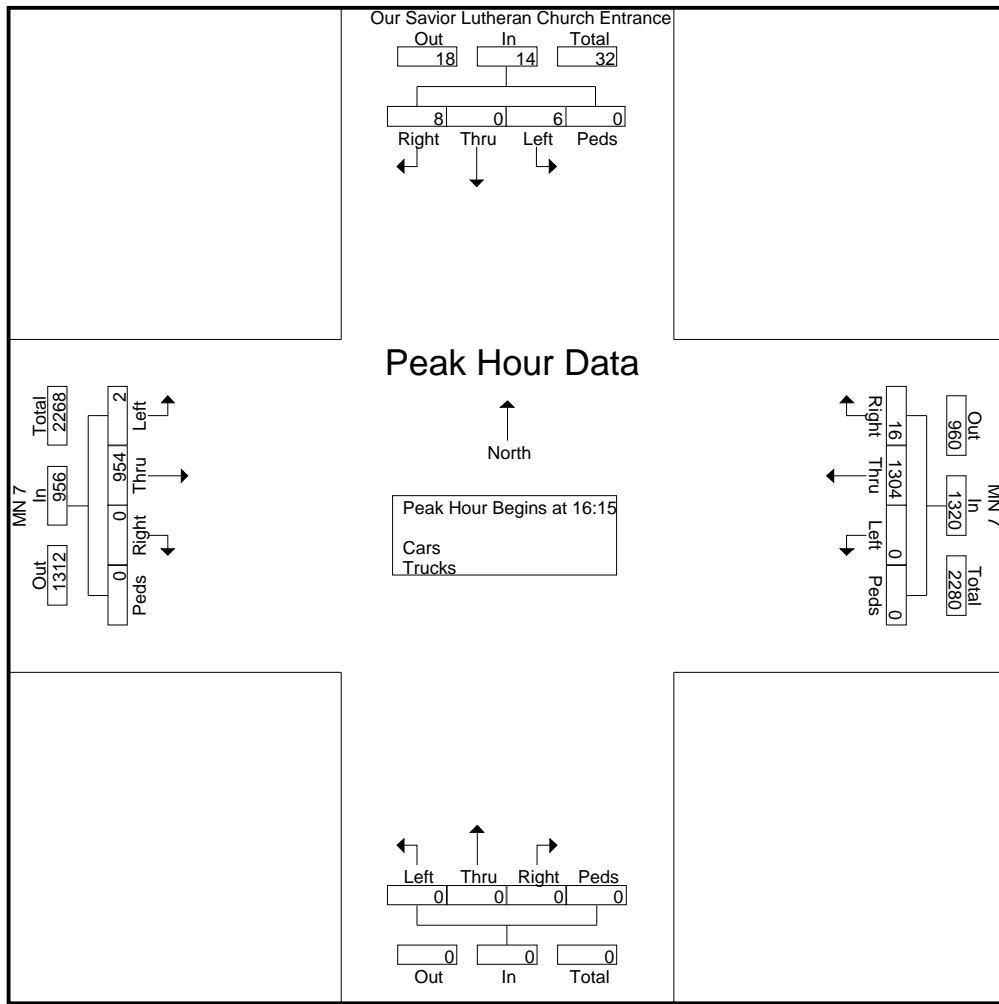 Our Savior Lutheran Church Entrance
Out In Total
18 14 32
8 0 6 0
Right Thru Left Peds
Peak Hour Data
North
Peak Hour Begins at 16:15
Cars
Trucks
MN 7
Out In Total
1312 956 2268
Left Thru Right Peds
2 954 0 0
MN 7
Out In Total
960 1320 2280
Right Thru Left Peds
16 1304 0 0
Left Thru Right Peds
0 0 0 0
0 0 0
Out In Total